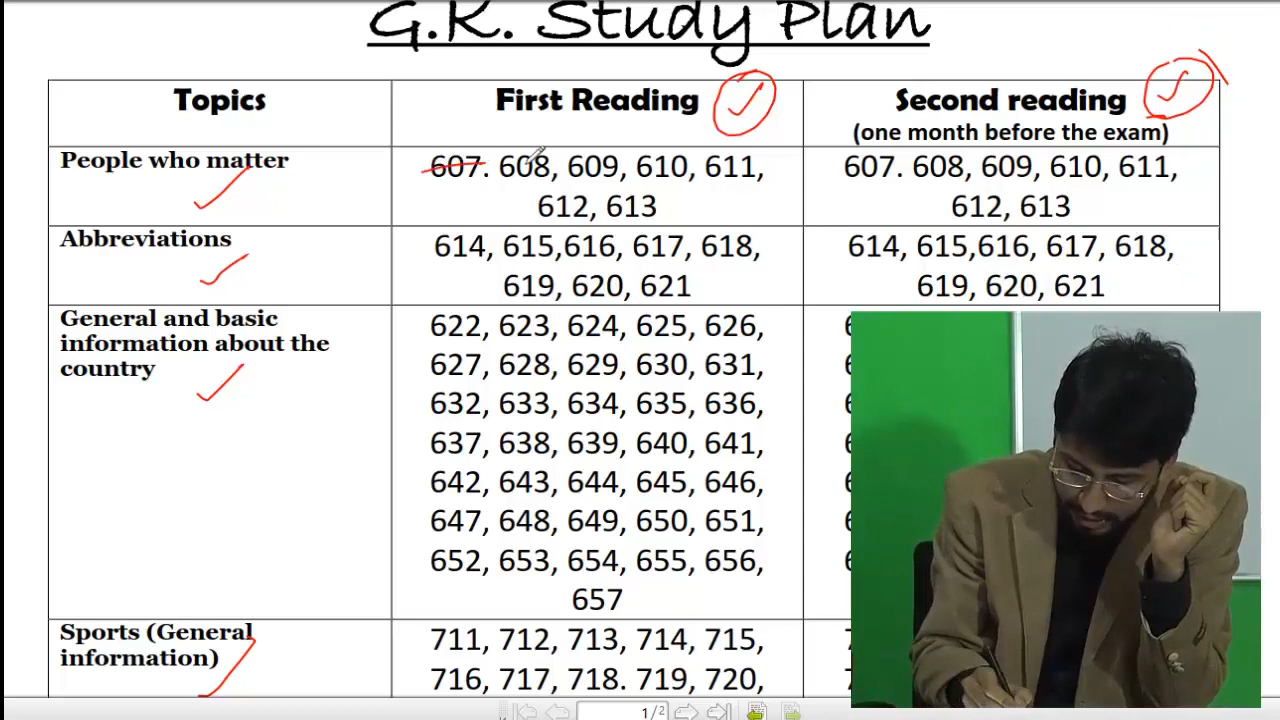 G.K. Study Plan
Topics
First Reading
Second reading
(one month before the exam)
People who matter
607. 608, 609, 610, 611,
612, 613
607. 608, 609, 610, 611,
612, 613
Abbreviations
614, 615,616, 617, 618,
619, 620, 621
614, 615,616, 617, 618,
619, 620, 621
General and basic
information about the
country
622, 623, 624, 625, 626,
627, 628, 629, 630, 631,
632, 633, 634, 635, 636,
637, 638, 639, 640, 641,
642, 643, 644, 645, 646,
647, 648, 649, 650, 651,
652, 653, 654, 655, 656,
657
Sports (General
information)
711, 712, 713, 714, 715,
716, 717, 718. 719, 720,
1/2